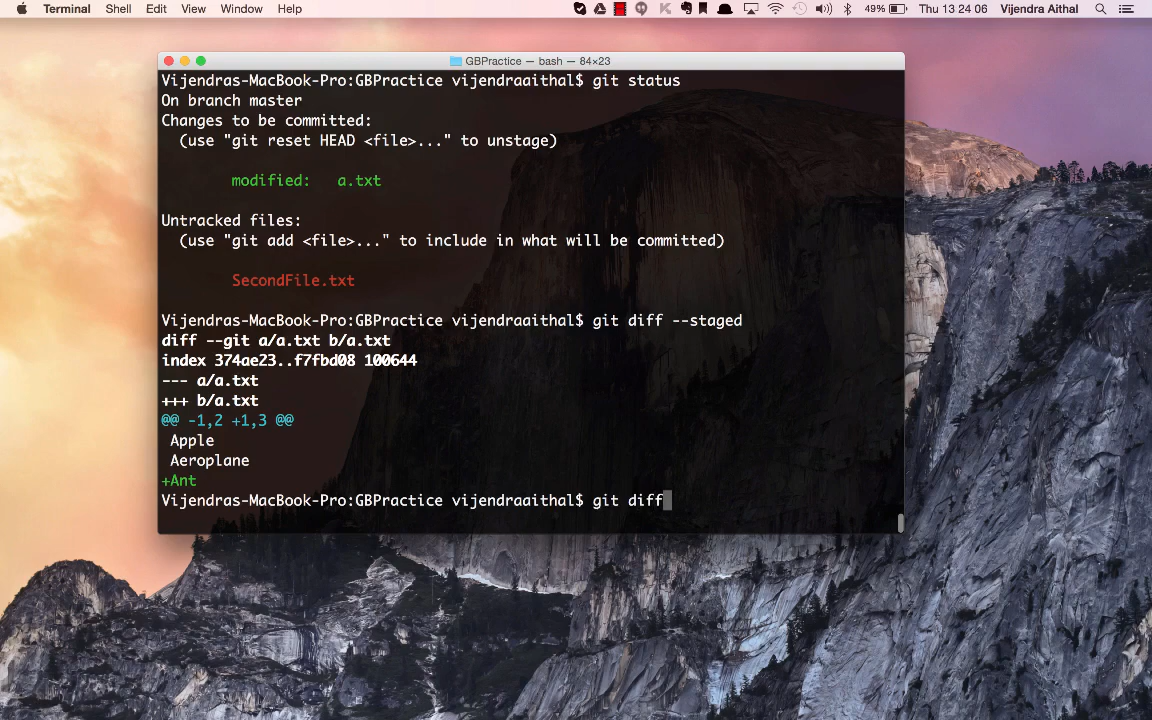 Terminal Shell Edit View Window Help 49% Thu 13 24 06 Vijendra Aithal
GBPractice — bash — 84×23
Vijendras-MacBook-Pro:GBPractice vijendraaithal$ git status
On branch master
Changes to be committed:
(use "git reset HEAD <file>..." to unstage)
modified: a.txt
Untracked files:
(use "git add <file>..." to include in what will be committed)
SecondFile.txt
Vijendras-MacBook-Pro:GBPractice vijendraaithal$ git diff --staged
diff --git a/a.txt b/a.txt
index 374ae23..f7fbd08 100644
--- a/a.txt
+++ b/a.txt
@@ -1,2 +1,3 @@
Apple
Aeroplane
+Ant
Vijendras-MacBook-Pro:GBPractice vijendraaithal$ git diff